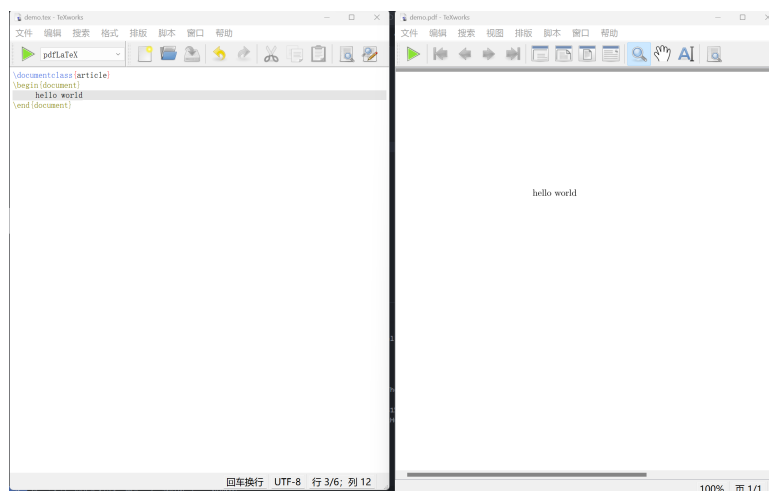 demo.tex - TeXworks
文件 编辑 搜索 格式 排版 脚本 窗口 帮助
pdfLaTeX
\documentclass{article}
\begin{document}
hello world
\end{document}
回车换行 UTF-8 行 3/6; 列 12
demo.pdf - TeXworks
文件 编辑 搜索 视图 排版 脚本 窗口 帮助
hello world
100% 页 1/1